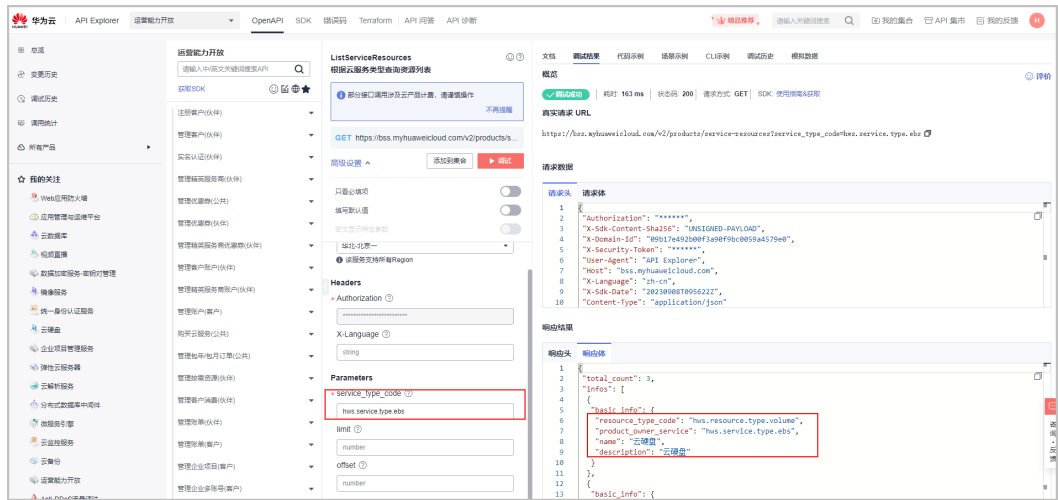 华为云 API Explorer 运营能力开放 OpenAPI SDK 错误码 Terraform API 问答 API 诊断 精品推荐 请输入关键词搜索 我的集合 API 集市 我的反馈 H
HUAWEI
总览
变更历史
调试历史
调用统计
所有产品
我的关注
Web应用防火墙
应用管理与运维平台
云数据库
视频直播
数据加密服务-密钥对管理
镜像服务
统一身份认证服务
云硬盘
企业项目管理服务
弹性云服务器
云解析服务
分布式数据库中间件
微服务引擎
云监控服务
云备份
运营能力开放
运营能力开放
请输入中/英文关键词搜索API
获取SDK
注册客户(伙伴)
管理客户(伙伴)
实名认证(伙伴)
管理精英服务商(伙伴)
管理优惠券(公共)
管理优惠券(伙伴)
管理精英服务商优惠券(伙伴)
管理客户账户(伙伴)
管理精英服务商账户(伙伴)
管理账户(客户)
购买云服务(公共)
管理包年/包月订单(公共)
管理按需资源(伙伴)
管理客户消费(伙伴)
管理账单(伙伴)
管理账单(客户)
管理企业项目(客户)
管理企业多账号(客户)
ListServiceResources
根据云服务类型查询资源列表
部分接口调用涉及云产品计费，请谨慎操作
不再提醒
GET https://bss.myhuaweicloud.com/v2/products/s...
高级设置 添加到集合 调试
只看必填项
填写默认值
华北-北京一
该服务支持所有Region
Headers
* Authorization
************************
X-Language
string
Parameters
* service_type_code
hws.service.type.ebs
limit
number
offset
number
文档 调试结果 代码示例 场景示例 CLI示例 调试历史 模拟数据
概览 评价
调试成功 耗时: 163 ms 状态码: 200 请求方式: GET SDK: 使用指南&获取
真实请求 URL
https://bss.myhuaweicloud.com/v2/products/service-resources?service_type_code=hws.service.type.ebs
请求数据
请求头 请求体
1 {
2 "Authorization": "******",
3 "X-Sdk-Content-Sha256": "UNSIGNED-PAYLOAD",
4 "X-Domain-Id": "09b17e492b00f3a90f9bc0059a4579e0",
5 "X-Security-Token": "******",
6 "User-Agent": "API Explorer",
7 "Host": "bss.myhuaweicloud.com",
8 "X-Language": "zh-cn",
9 "X-Sdk-Date": "20230908T095622Z",
10 "Content-Type": "application/json"
响应结果
响应头 响应体
1 {
2 "total_count": 3,
3 "infos": [
4 {
5 "basic_info": {
6 "resource_type_code": "hws.resource.type.volume",
7 "product_owner_service": "hws.service.type.ebs",
8 "name": "云硬盘",
9 "description": "云硬盘"
10 }
11 },
12 {
13 "basic_info": {
咨询·反馈